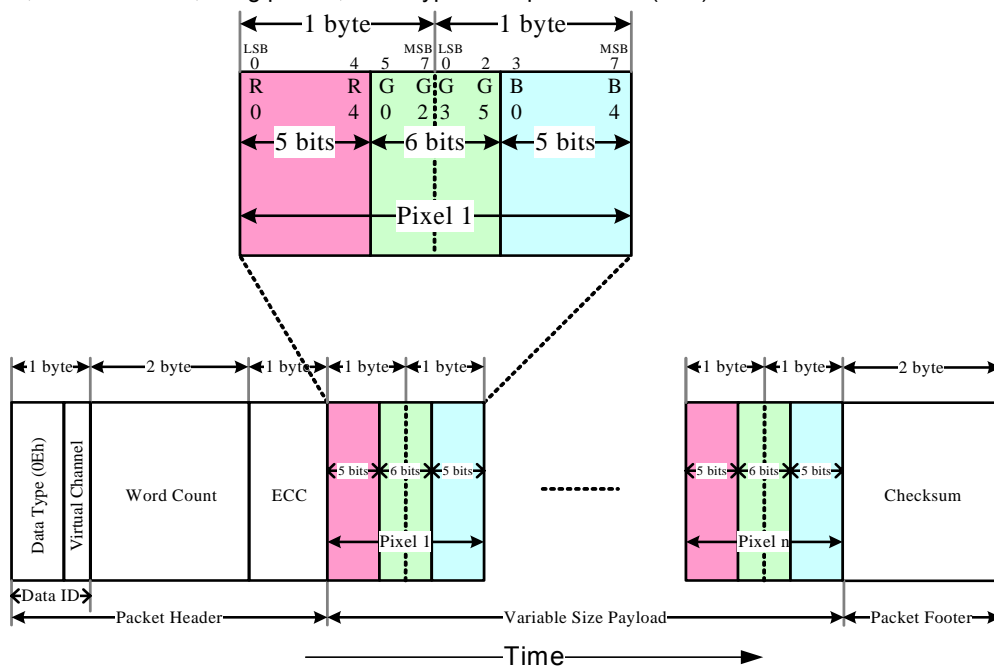 1 byte 1 byte
LSB MSB LSB MSB
0 4 5 7 0 2 3 7
R R G G G G B B
0 4 0 2 3 5 0 4
5 bits 6 bits 5 bits
Pixel 1
1 byte 2 byte 1 byte 1 byte 1 byte 1 byte 1 byte 2 byte
Data Type (0Eh)
Virtual Channel
Word Count
ECC
5 bits 6 bits 5 bits
Pixel 1
5 bits 6 bits 5 bits
Pixel n
Checksum
Data ID
Packet Header Variable Size Payload Packet Footer
Time